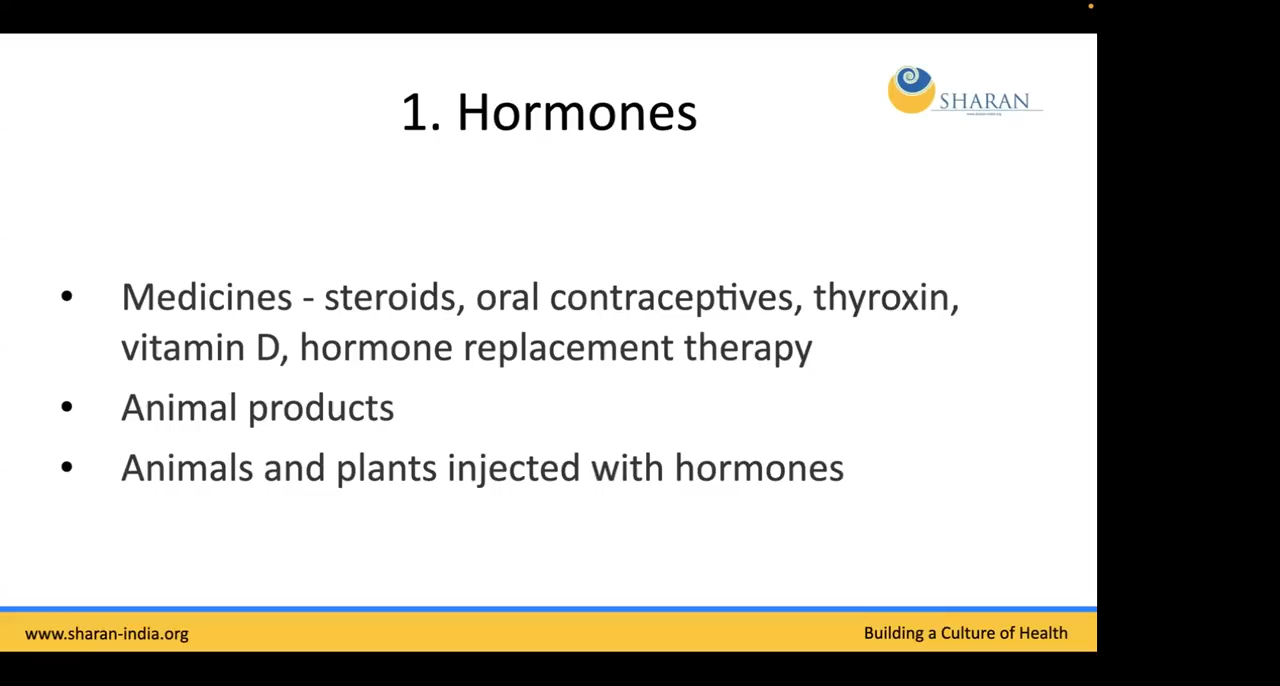 1. Hormones
SHARAN
• Medicines - steroids, oral contraceptives, thyroxin,
vitamin D, hormone replacement therapy
• Animal products
• Animals and plants injected with hormones
www.sharan-india.org
Building a Culture of Health